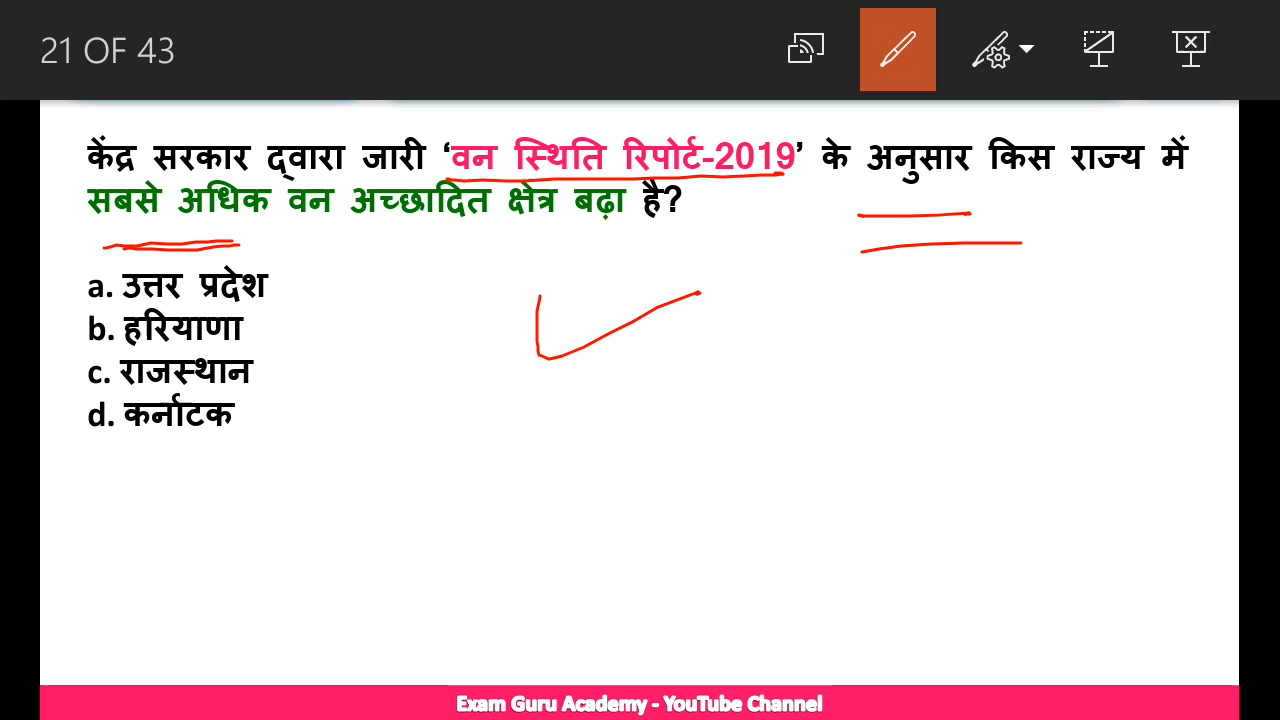 21 OF 43
केंद्र सरकार द्वारा जारी ‘वन स्थिति रिपोर्ट-2019’ के अनुसार किस राज्य में
सबसे अधिक वन अच्छादित क्षेत्र बढ़ा है?
a. उत्तर प्रदेश
b. हरियाणा
c. राजस्थान
d. कर्नाटक
Exam Guru Academy - YouTube Channel